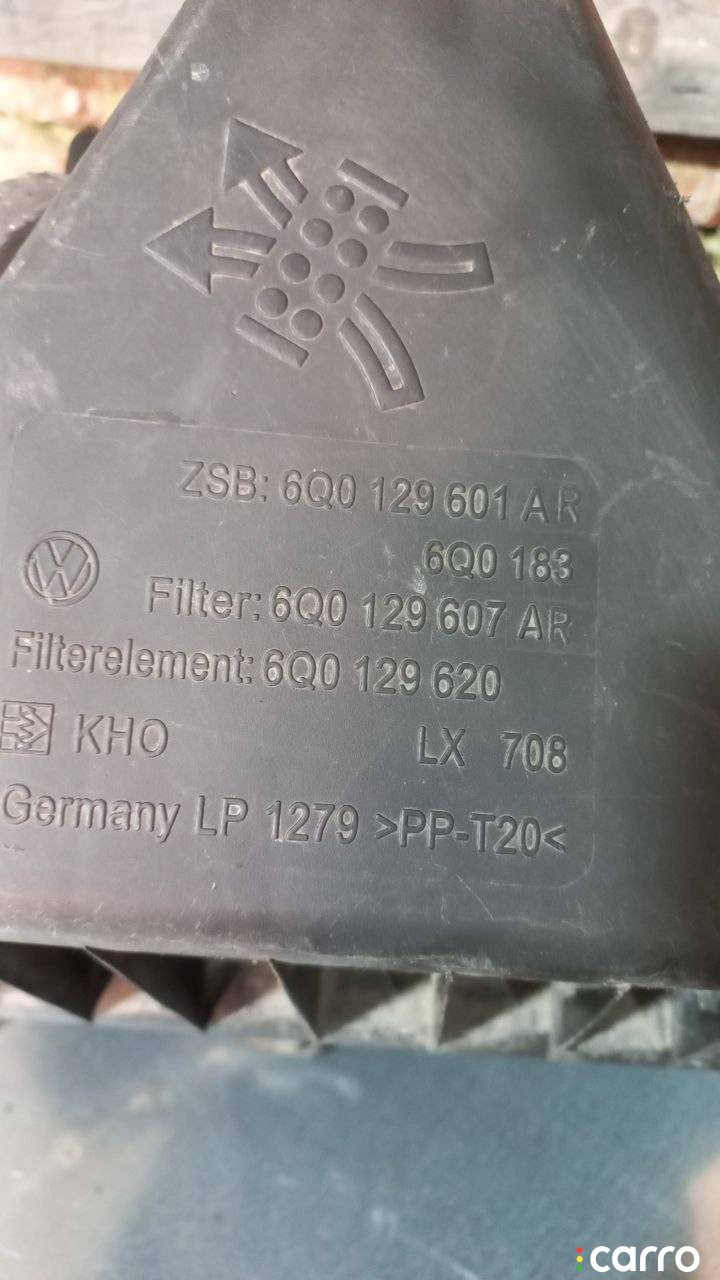 ZSB: 6Q0 129 601 AR
6Q0 183
Filter: 6Q0 129 607 AR
Filterelement: 6Q0 129 620
KHO LX 708
Germany LP 1279 >PP-T20<
carro